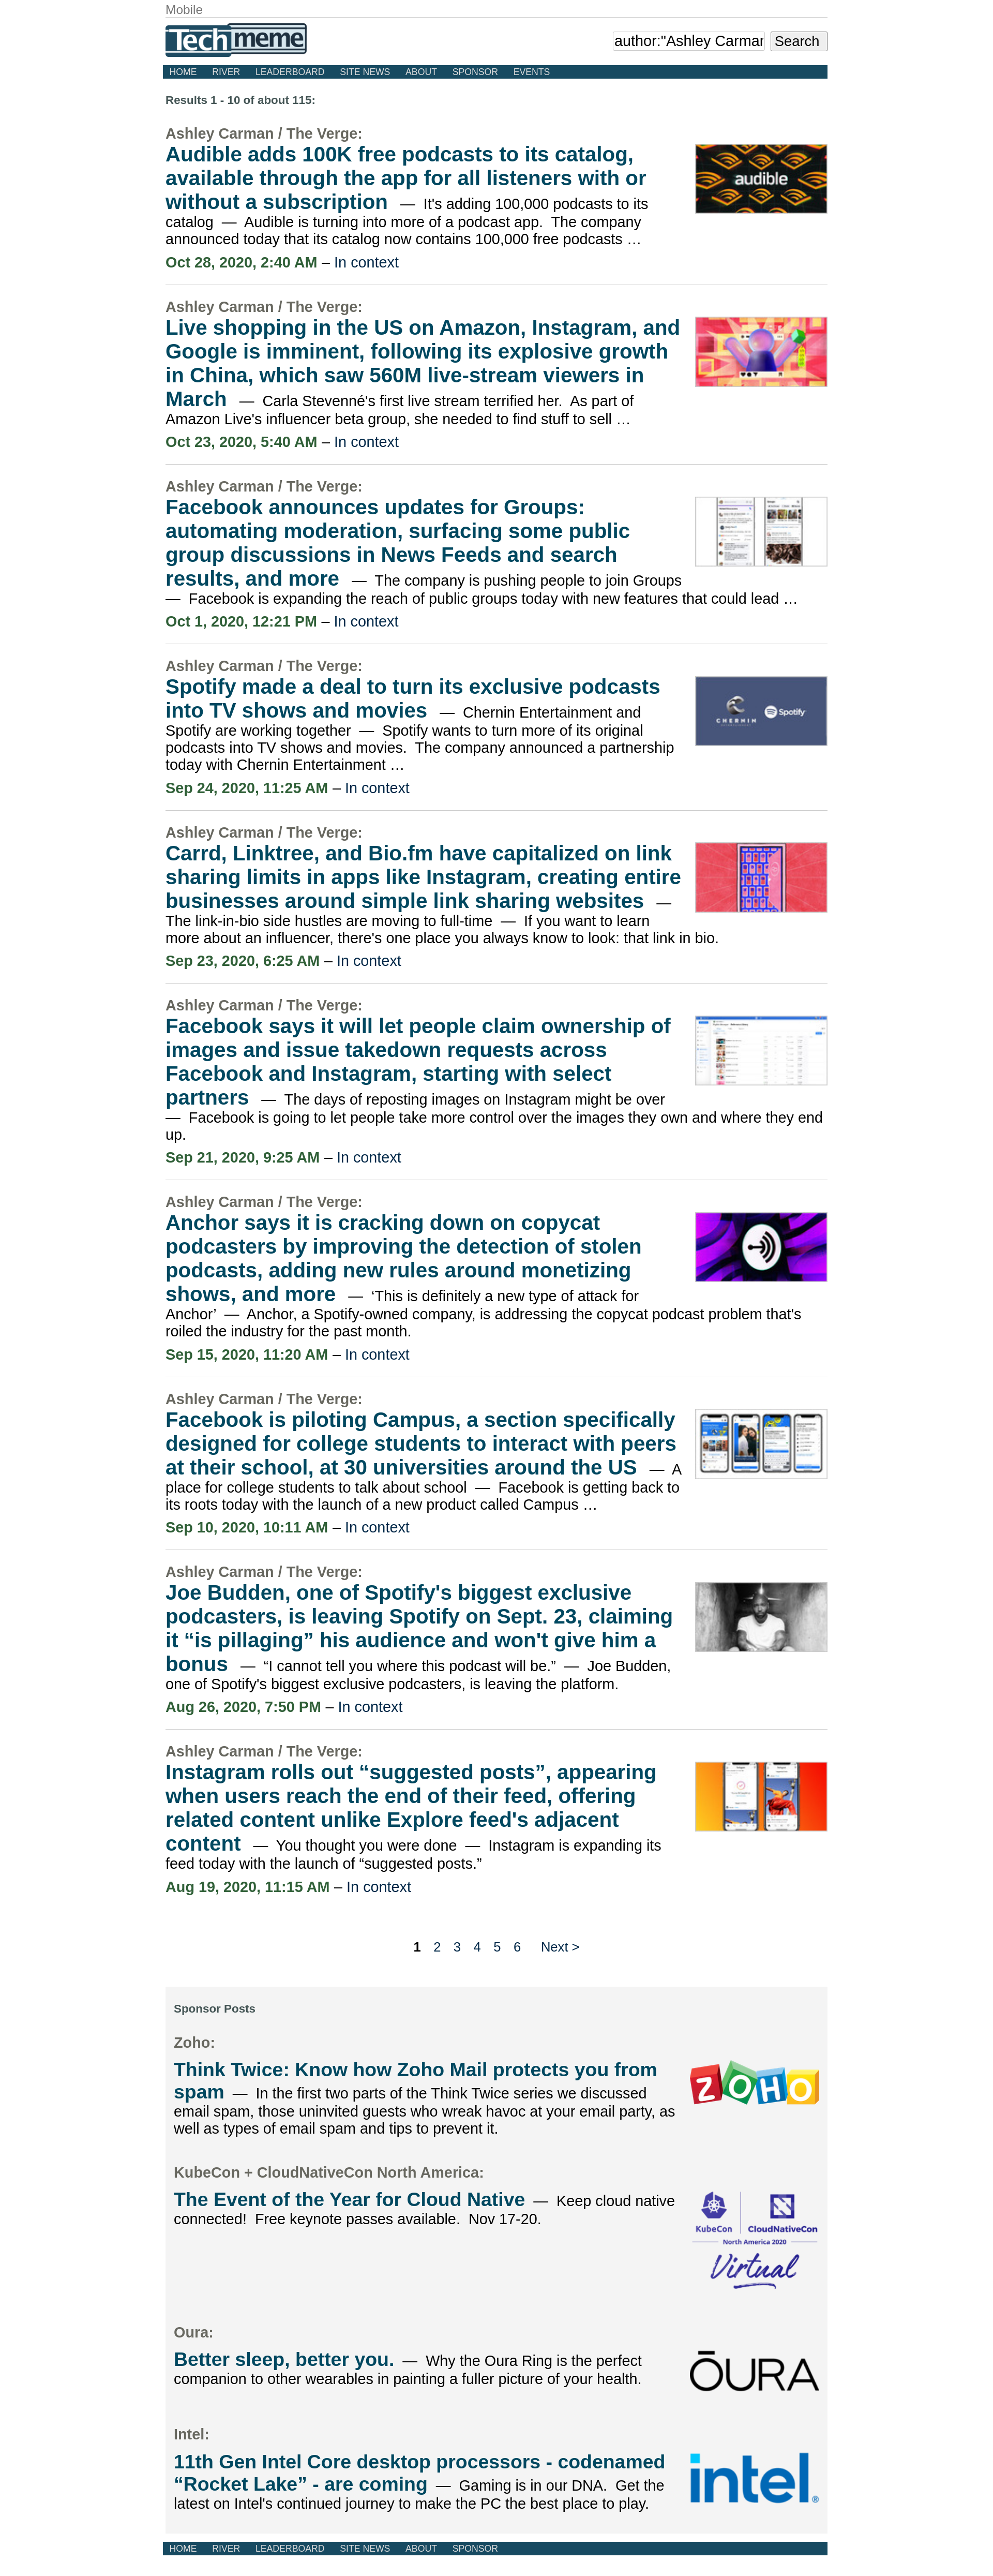 Mobile
Techmeme
author:"Ashley Carmar
Search
HOME RIVER LEADERBOARD SITE NEWS ABOUT SPONSOR EVENTS
Results 1 - 10 of about 115:
Ashley Carman / The Verge:
Audible adds 100K free podcasts to its catalog,
available through the app for all listeners with or
without a subscription — It's adding 100,000 podcasts to its
catalog — Audible is turning into more of a podcast app. The company
announced today that its catalog now contains 100,000 free podcasts …
audible
Oct 28, 2020, 2:40 AM – In context
Ashley Carman / The Verge:
Live shopping in the US on Amazon, Instagram, and
Google is imminent, following its explosive growth
in China, which saw 560M live-stream viewers in
March — Carla Stevenné's first live stream terrified her. As part of
Amazon Live's influencer beta group, she needed to find stuff to sell …
Oct 23, 2020, 5:40 AM – In context
Ashley Carman / The Verge:
Facebook announces updates for Groups:
automating moderation, surfacing some public
group discussions in News Feeds and search
results, and more — The company is pushing people to join Groups
— Facebook is expanding the reach of public groups today with new features that could lead …
Oct 1, 2020, 12:21 PM – In context
Ashley Carman / The Verge:
Spotify made a deal to turn its exclusive podcasts
into TV shows and movies — Chernin Entertainment and
Spotify are working together — Spotify wants to turn more of its original
podcasts into TV shows and movies. The company announced a partnership
today with Chernin Entertainment …
CHERNIN
Spotify
Sep 24, 2020, 11:25 AM – In context
Ashley Carman / The Verge:
Carrd, Linktree, and Bio.fm have capitalized on link
sharing limits in apps like Instagram, creating entire
businesses around simple link sharing websites —
The link-in-bio side hustles are moving to full-time — If you want to learn
more about an influencer, there's one place you always know to look: that link in bio.
Sep 23, 2020, 6:25 AM – In context
Ashley Carman / The Verge:
Facebook says it will let people claim ownership of
images and issue takedown requests across
Facebook and Instagram, starting with select
partners — The days of reposting images on Instagram might be over
— Facebook is going to let people take more control over the images they own and where they end
up.
Sep 21, 2020, 9:25 AM – In context
Ashley Carman / The Verge:
Anchor says it is cracking down on copycat
podcasters by improving the detection of stolen
podcasts, adding new rules around monetizing
shows, and more — ‘This is definitely a new type of attack for
Anchor’ — Anchor, a Spotify-owned company, is addressing the copycat podcast problem that's
roiled the industry for the past month.
Sep 15, 2020, 11:20 AM – In context
Ashley Carman / The Verge:
Facebook is piloting Campus, a section specifically
designed for college students to interact with peers
at their school, at 30 universities around the US — A
place for college students to talk about school — Facebook is getting back to
its roots today with the launch of a new product called Campus …
Sep 10, 2020, 10:11 AM – In context
Ashley Carman / The Verge:
Joe Budden, one of Spotify's biggest exclusive
podcasters, is leaving Spotify on Sept. 23, claiming
it “is pillaging” his audience and won't give him a
bonus — “I cannot tell you where this podcast will be.” — Joe Budden,
one of Spotify's biggest exclusive podcasters, is leaving the platform.
Aug 26, 2020, 7:50 PM – In context
Ashley Carman / The Verge:
Instagram rolls out “suggested posts”, appearing
when users reach the end of their feed, offering
related content unlike Explore feed's adjacent
content — You thought you were done — Instagram is expanding its
feed today with the launch of “suggested posts.”
Aug 19, 2020, 11:15 AM – In context
1 2 3 4 5 6 Next >
Sponsor Posts
Zoho:
Think Twice: Know how Zoho Mail protects you from
spam — In the first two parts of the Think Twice series we discussed
email spam, those uninvited guests who wreak havoc at your email party, as
well as types of email spam and tips to prevent it.
ZOHO
KubeCon + CloudNativeCon North America:
The Event of the Year for Cloud Native — Keep cloud native
connected! Free keynote passes available. Nov 17-20.
KubeCon CloudNativeCon
North America 2020
Virtual
Oura:
Better sleep, better you. — Why the Oura Ring is the perfect
companion to other wearables in painting a fuller picture of your health.
ŌURA
Intel:
11th Gen Intel Core desktop processors - codenamed
“Rocket Lake” - are coming — Gaming is in our DNA. Get the
latest on Intel's continued journey to make the PC the best place to play.
intel®
HOME RIVER LEADERBOARD SITE NEWS ABOUT SPONSOR